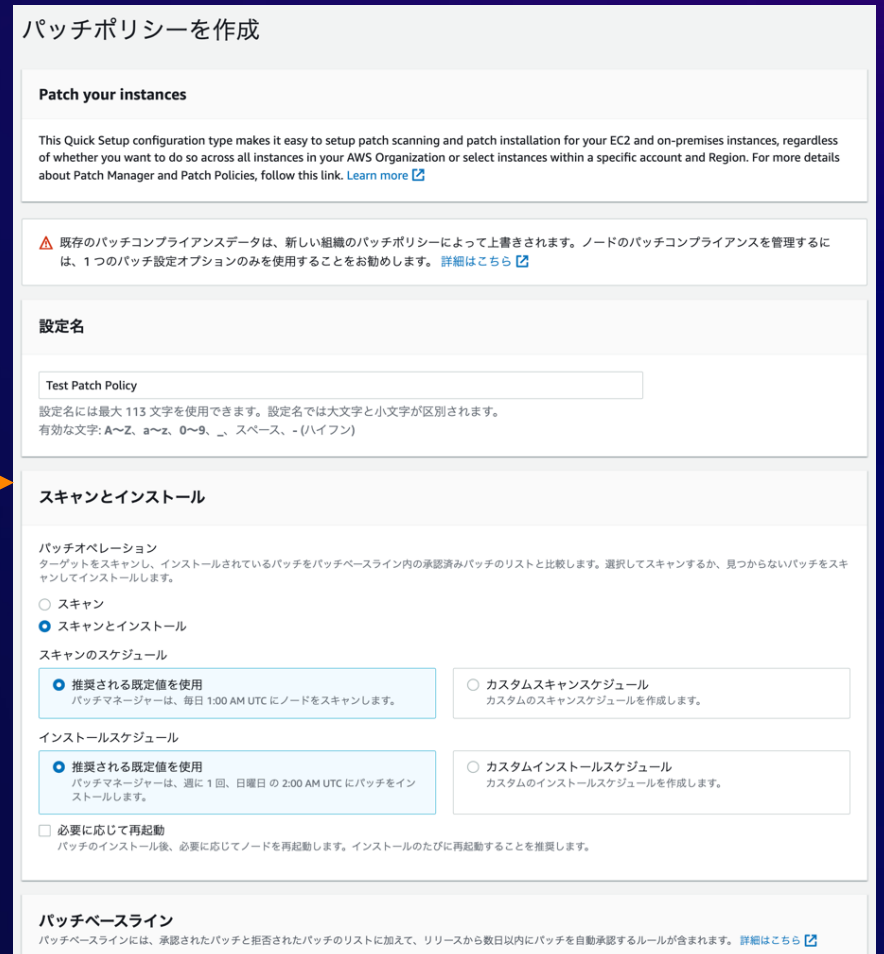 パッチポリシーを作成
Patch your instances
This Quick Setup configuration type makes it easy to setup patch scanning and patch installation for your EC2 and on-premises instances, regardless
of whether you want to do so across all instances in your AWS Organization or select instances within a specific account and Region. For more details
about Patch Manager and Patch Policies, follow this link. Learn more
既存のパッチコンプライアンスデータは、新しい組織のパッチポリシーによって上書きされます。ノードのパッチコンプライアンスを管理するに
は、1 つのパッチ設定オプションのみを使用することをお勧めします。 詳細はこちら
設定名
Test Patch Policy
設定名には最大 113 文字を使用できます。設定名では大文字と小文字が区別されます。
有効な文字: A〜Z、a〜z、0〜9、_、スペース、- (ハイフン)
スキャンとインストール
パッチオペレーション
ターゲットをスキャンし、インストールされているパッチをパッチベースライン内の承認済みパッチのリストと比較します。選択してスキャンするか、見つからないパッチをスキ
ャンしてインストールします。
スキャン
スキャンとインストール
スキャンのスケジュール
推奨される既定値を使用
パッチマネージャーは、毎日 1:00 AM UTC にノードをスキャンします。
カスタムスキャンスケジュール
カスタムのスキャンスケジュールを作成します。
インストールスケジュール
推奨される既定値を使用
パッチマネージャーは、週に 1 回、日曜日 の 2:00 AM UTC にパッチをイン
ストールします。
カスタムインストールスケジュール
カスタムのインストールスケジュールを作成します。
必要に応じて再起動
パッチのインストール後、必要に応じてノードを再起動します。インストールのたびに再起動することを推奨します。
パッチベースライン
パッチベースラインには、承認されたパッチと拒否されたパッチのリストに加えて、リリースから数日以内にパッチを自動承認するルールが含まれます。 詳細はこちら